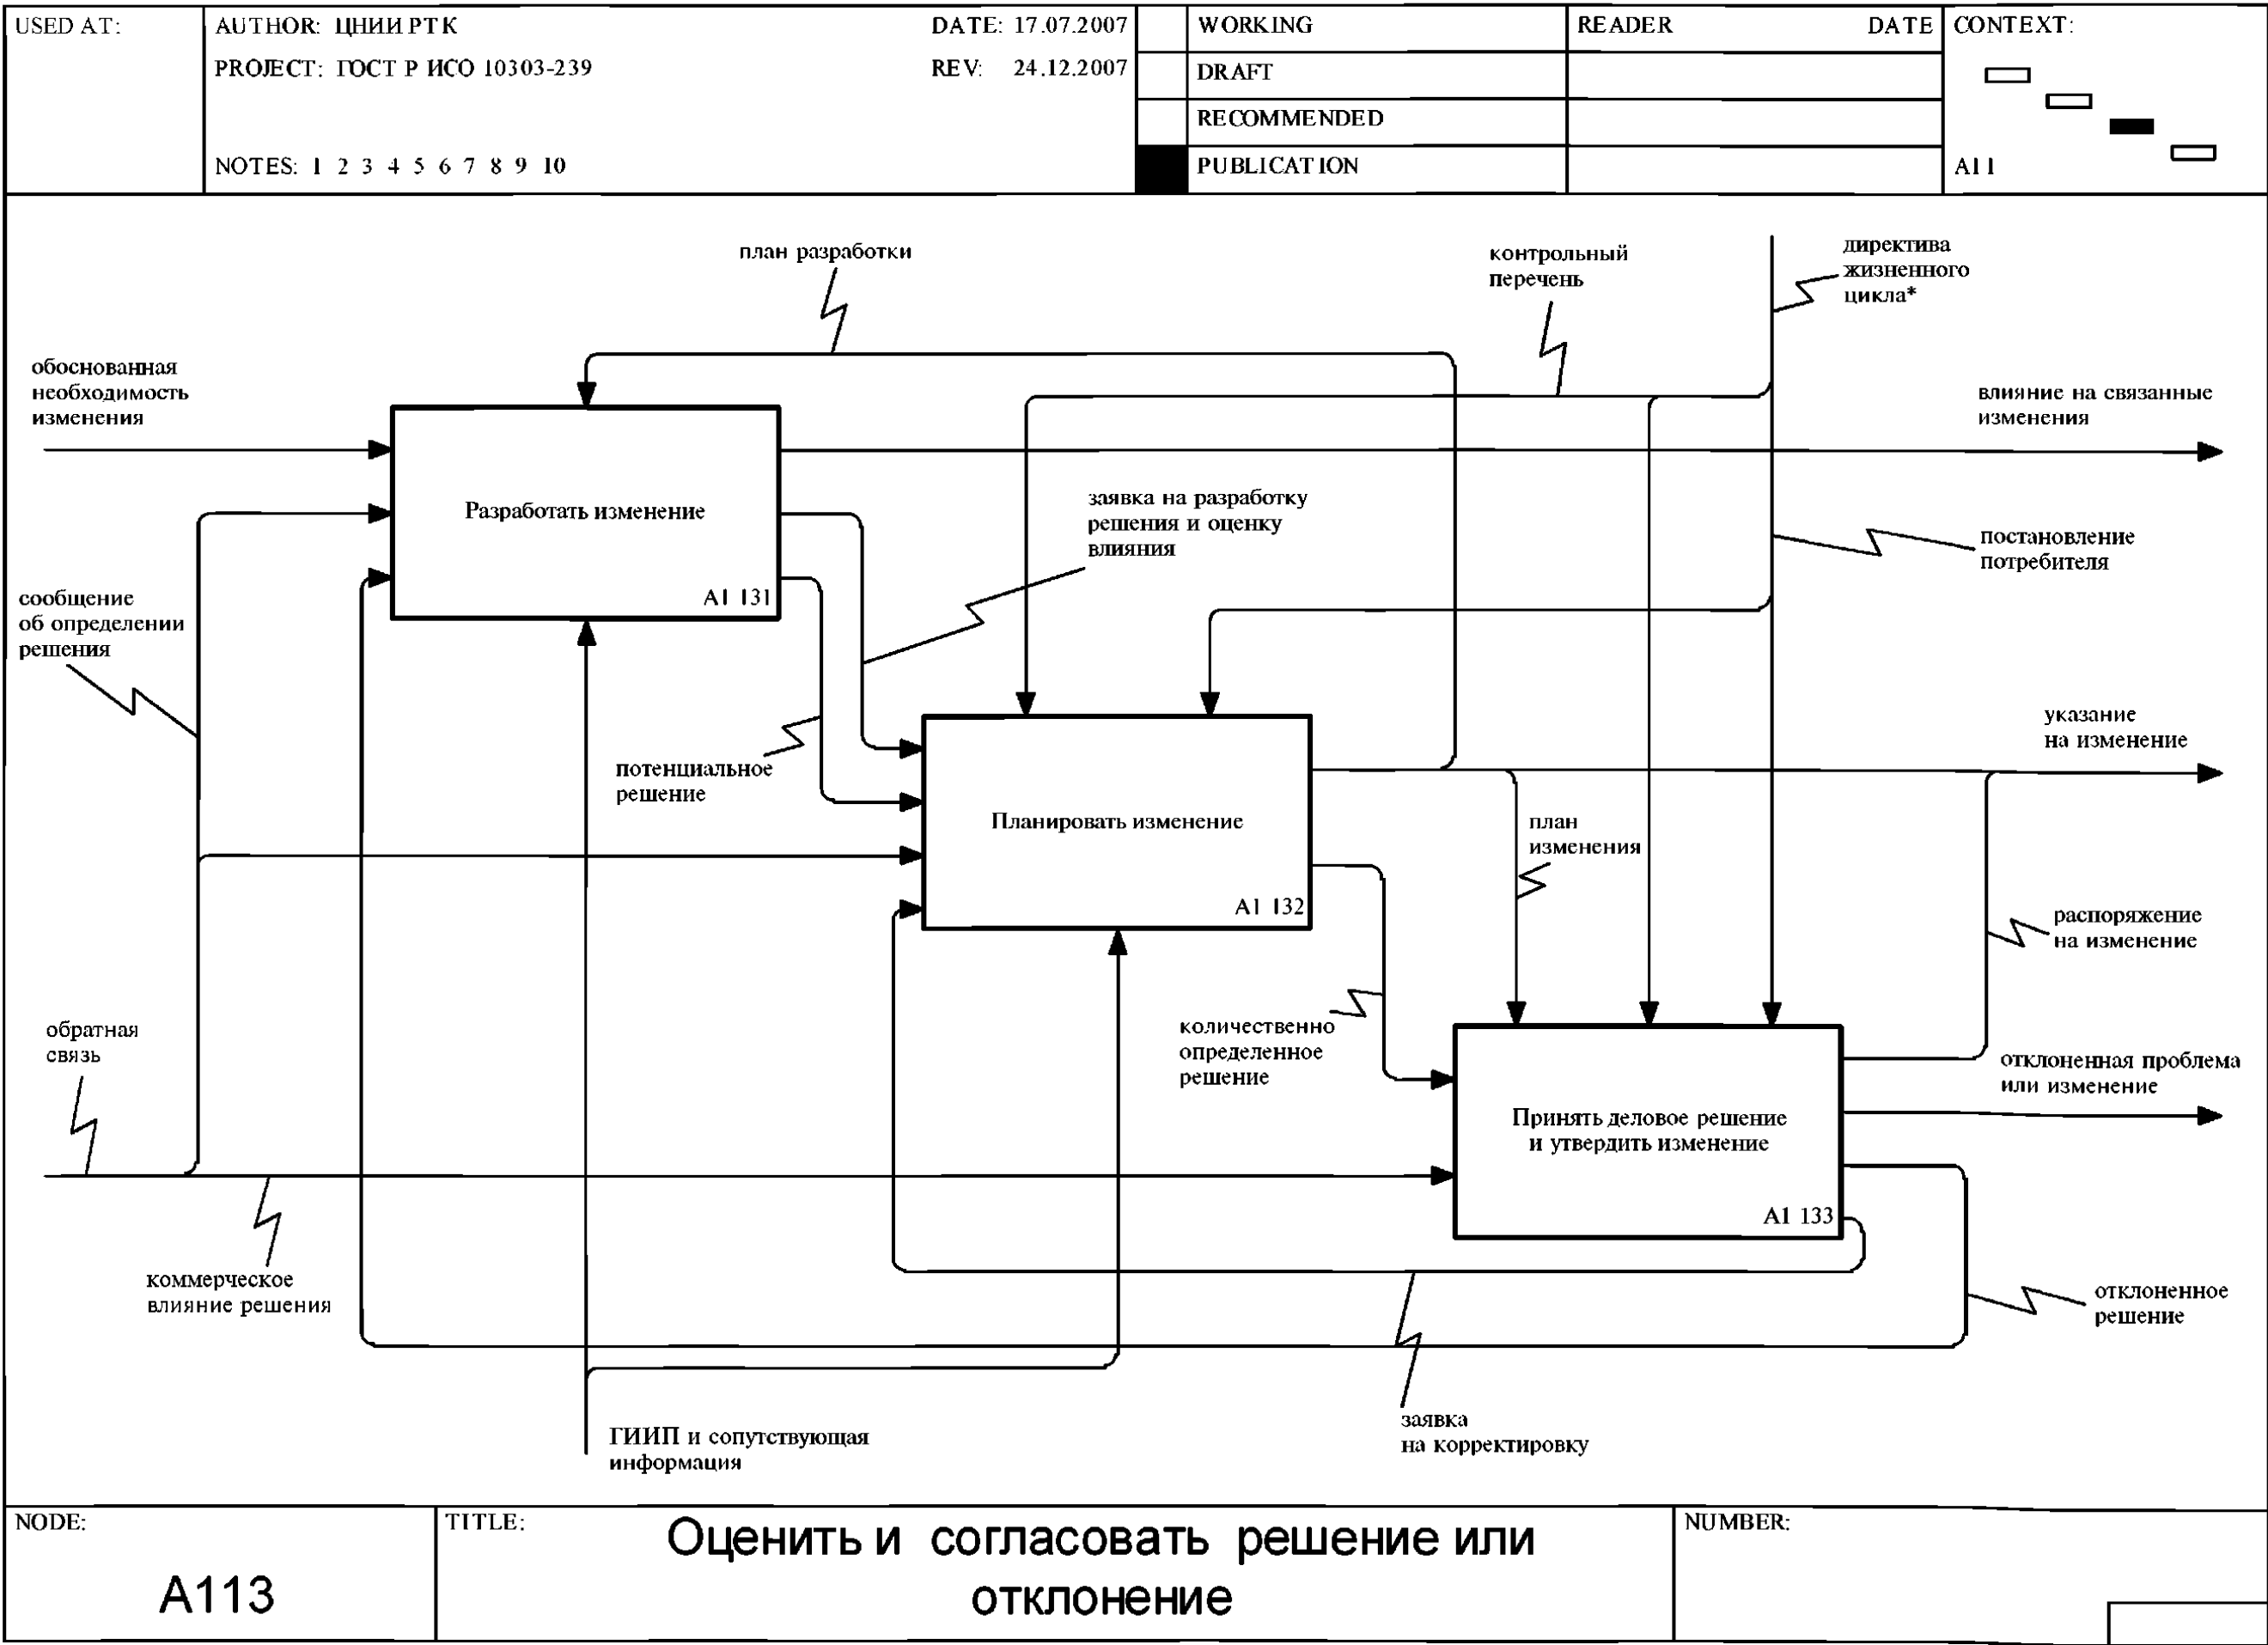 USED AT:
AUTHOR: ЦНИИ РТК
DATE: 17.07.2007
PROJECT: ГОСТ Р ИСО 10303-239
REV: 24.12.2007
NOTES: 1 2 3 4 5 6 7 8 9 10
WORKING
DRAFT
RECOMMENDED
PUBLICATION
READER
DATE
CONTEXT:
A11
план разработки
контрольный
перечень
директива
жизненного
цикла*
обоснованная
необходимость
изменения
влияние на связанные
изменения
Разработать изменение
A1 131
заявка на разработку
решения и оценку
влияния
постановление
потребителя
сообщение
об определении
решения
потенциальное
решение
указание
на изменение
Планировать изменение
A1 132
план
изменения
распоряжение
на изменение
обратная
связь
количественно
определенное
решение
отклоненная проблема
или изменение
Принять деловое решение
и утвердить изменение
A1 133
коммерческое
влияние решения
отклоненное
решение
ГИИП и сопутствующая
информация
заявка
на корректировку
NODE:
A113
TITLE:
Оценить и согласовать решение или
отклонение
NUMBER: